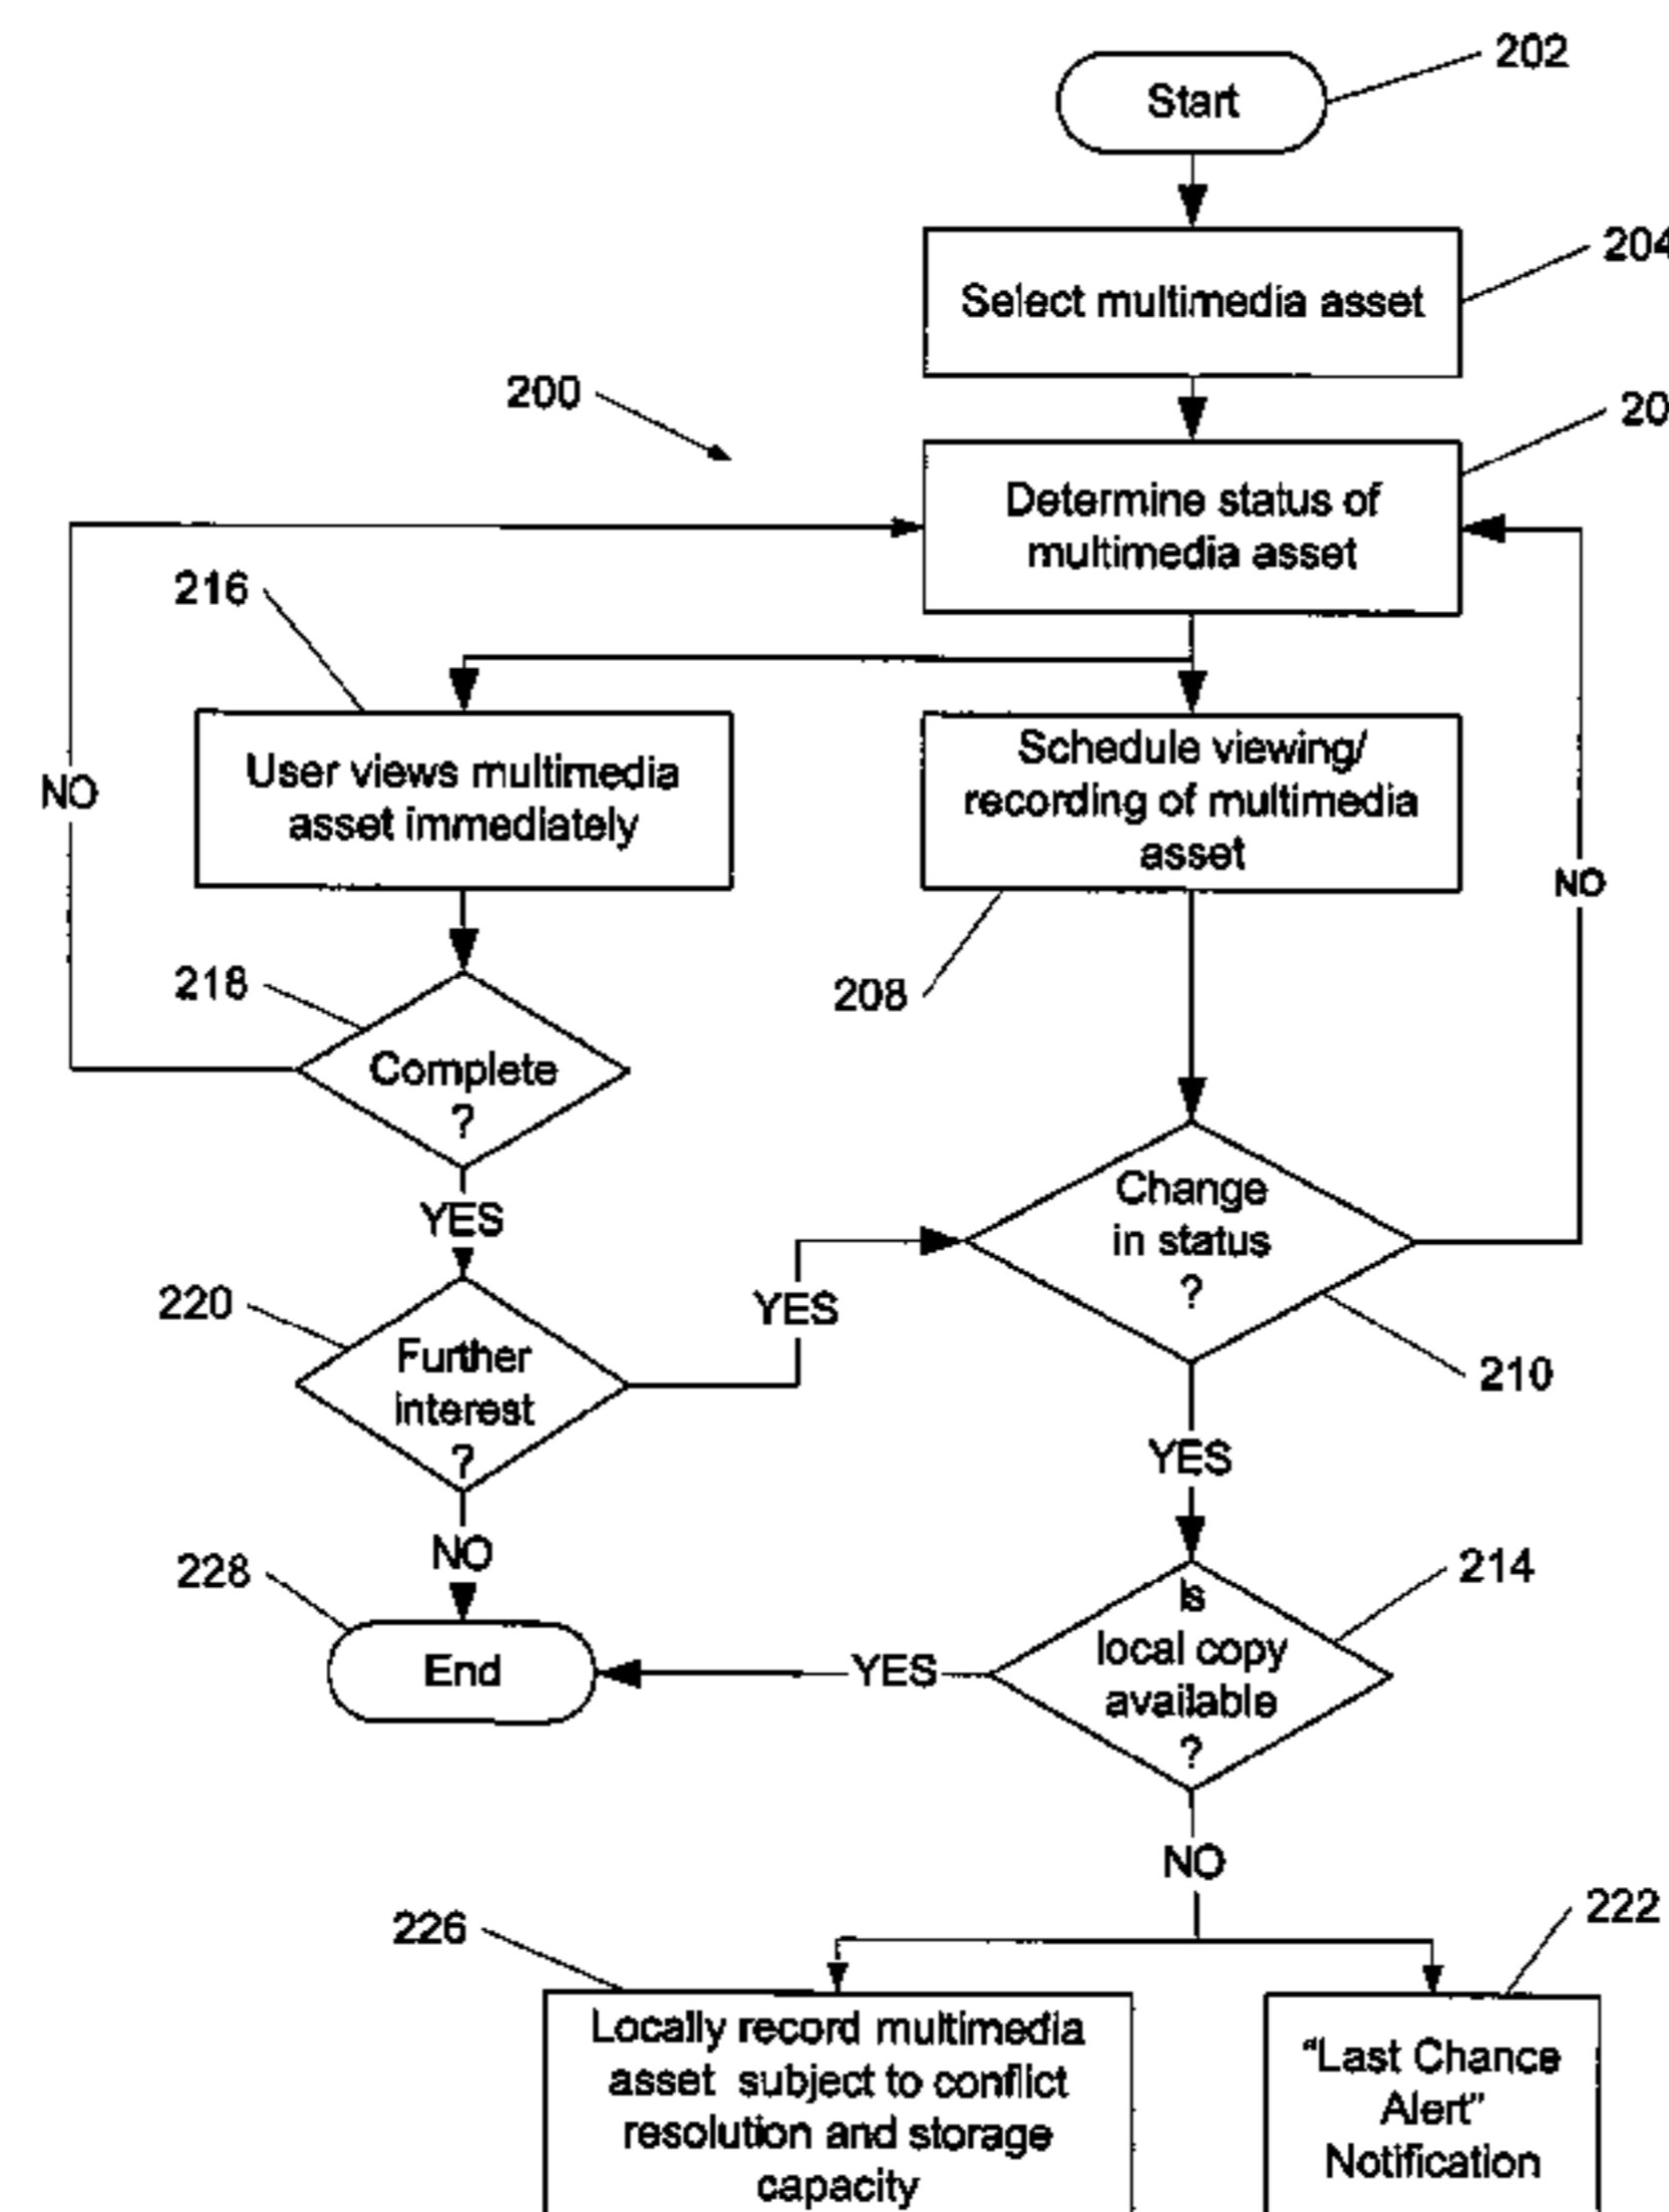 202
Start
204
Select multimedia asset
200
20
Determine status of
multimedia asset
216
User views multimedia
asset immediately
Schedule viewing/
recording of multimedia
asset
NO
NO
218
208
Complete
?
YES
Change
in status
?
220
YES
Further
interest
?
210
YES
NO
228
214
Is
local copy
available
?
End
YES
NO
226
222
Locally record multimedia
asset subject to conflict
resolution and storage
capacity
“Last Chance
Alert”
Notification